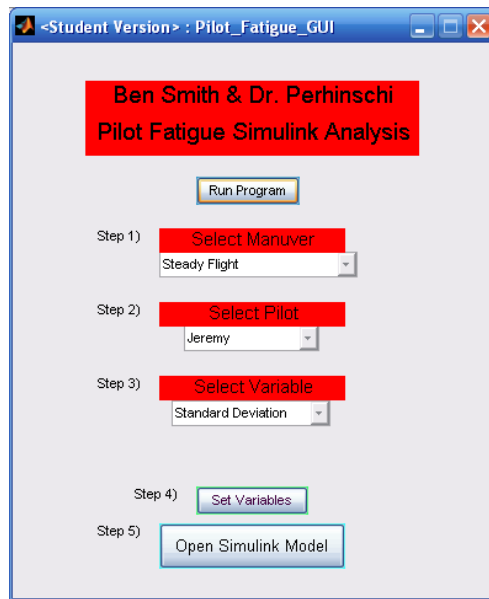 <Student Version> : Pilot_Fatigue_GUI
Ben Smith & Dr. Perhinschi
Pilot Fatigue Simulink Analysis
Run Program
Step 1)
Select Manuver
Steady Flight
Step 2)
Select Pilot
Jeremy
Step 3)
Select Variable
Standard Deviation
Step 4)
Set Variables
Step 5)
Open Simulink Model